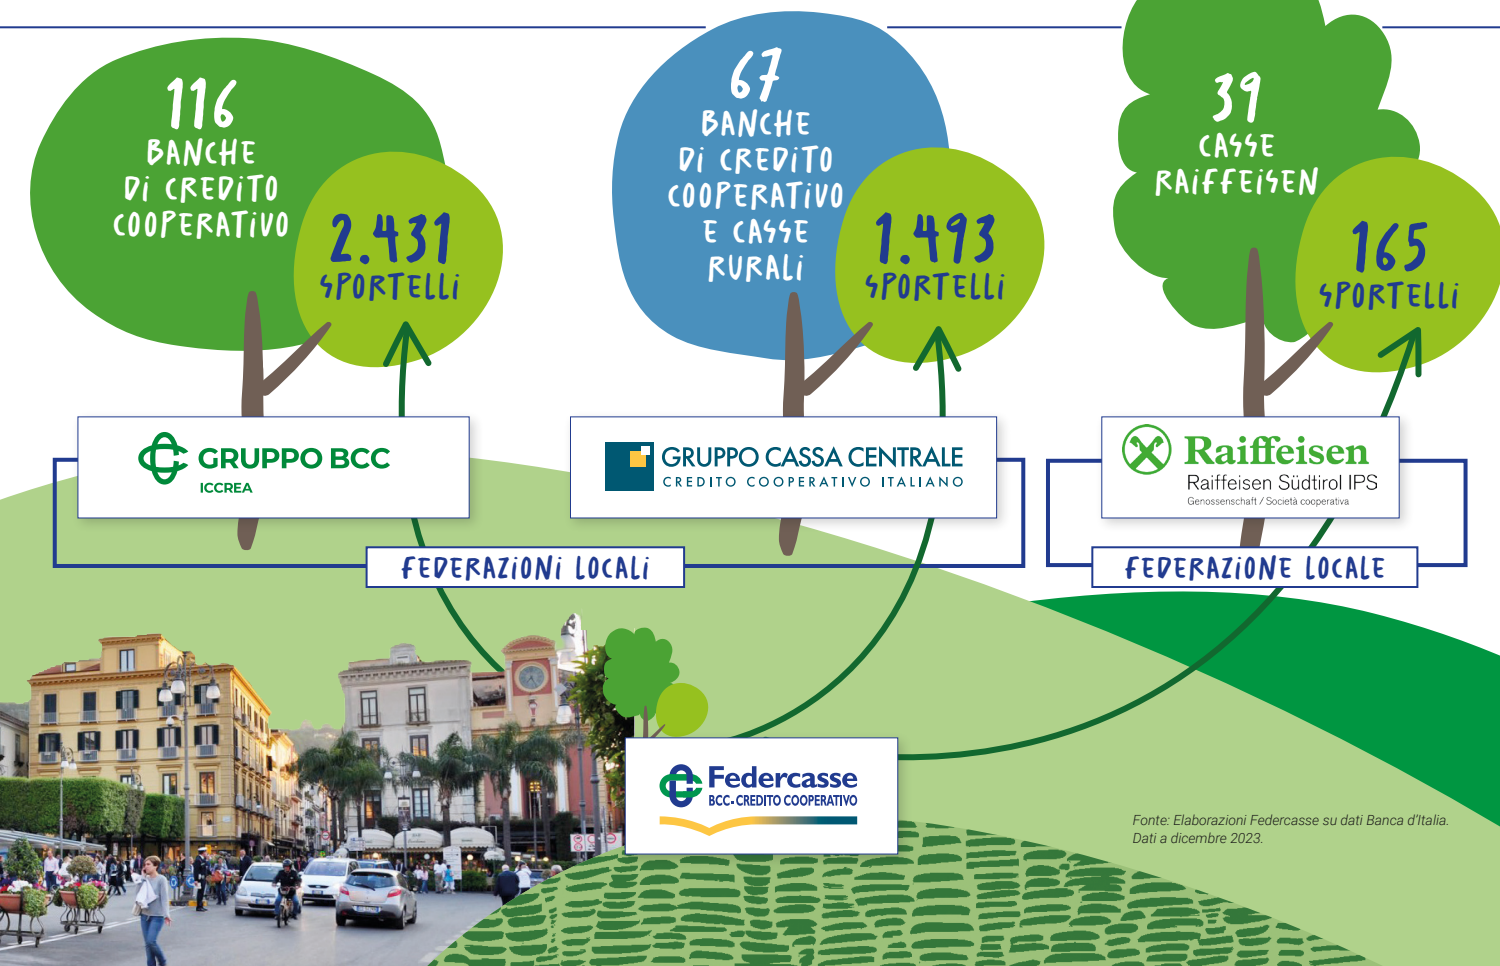 116
BANCHE
Di CREDiTO
COOPERATiVO
2.431
SPORTELLi
67
BANCHE
Di CREDiTO
COOPERATiVO
E CASSE
RURALi
1.493
SPORTELLi
39
CASSE
RAiFFEiSEN
165
SPORTELLi
GRUPPO BCC
ICCREA
GRUPPO CASSA CENTRALE
CREDITO COOPERATIVO ITALIANO
Raiffeisen
Raiffeisen Südtirol IPS
Genossenschaft / Società cooperativa
FEDERAZiONi LOCALi
FEDERAZiONE LOCALE
Federcasse
BCC-CREDITO COOPERATIVO
Fonte: Elaborazioni Federcasse su dati Banca d'Italia.
Dati a dicembre 2023.